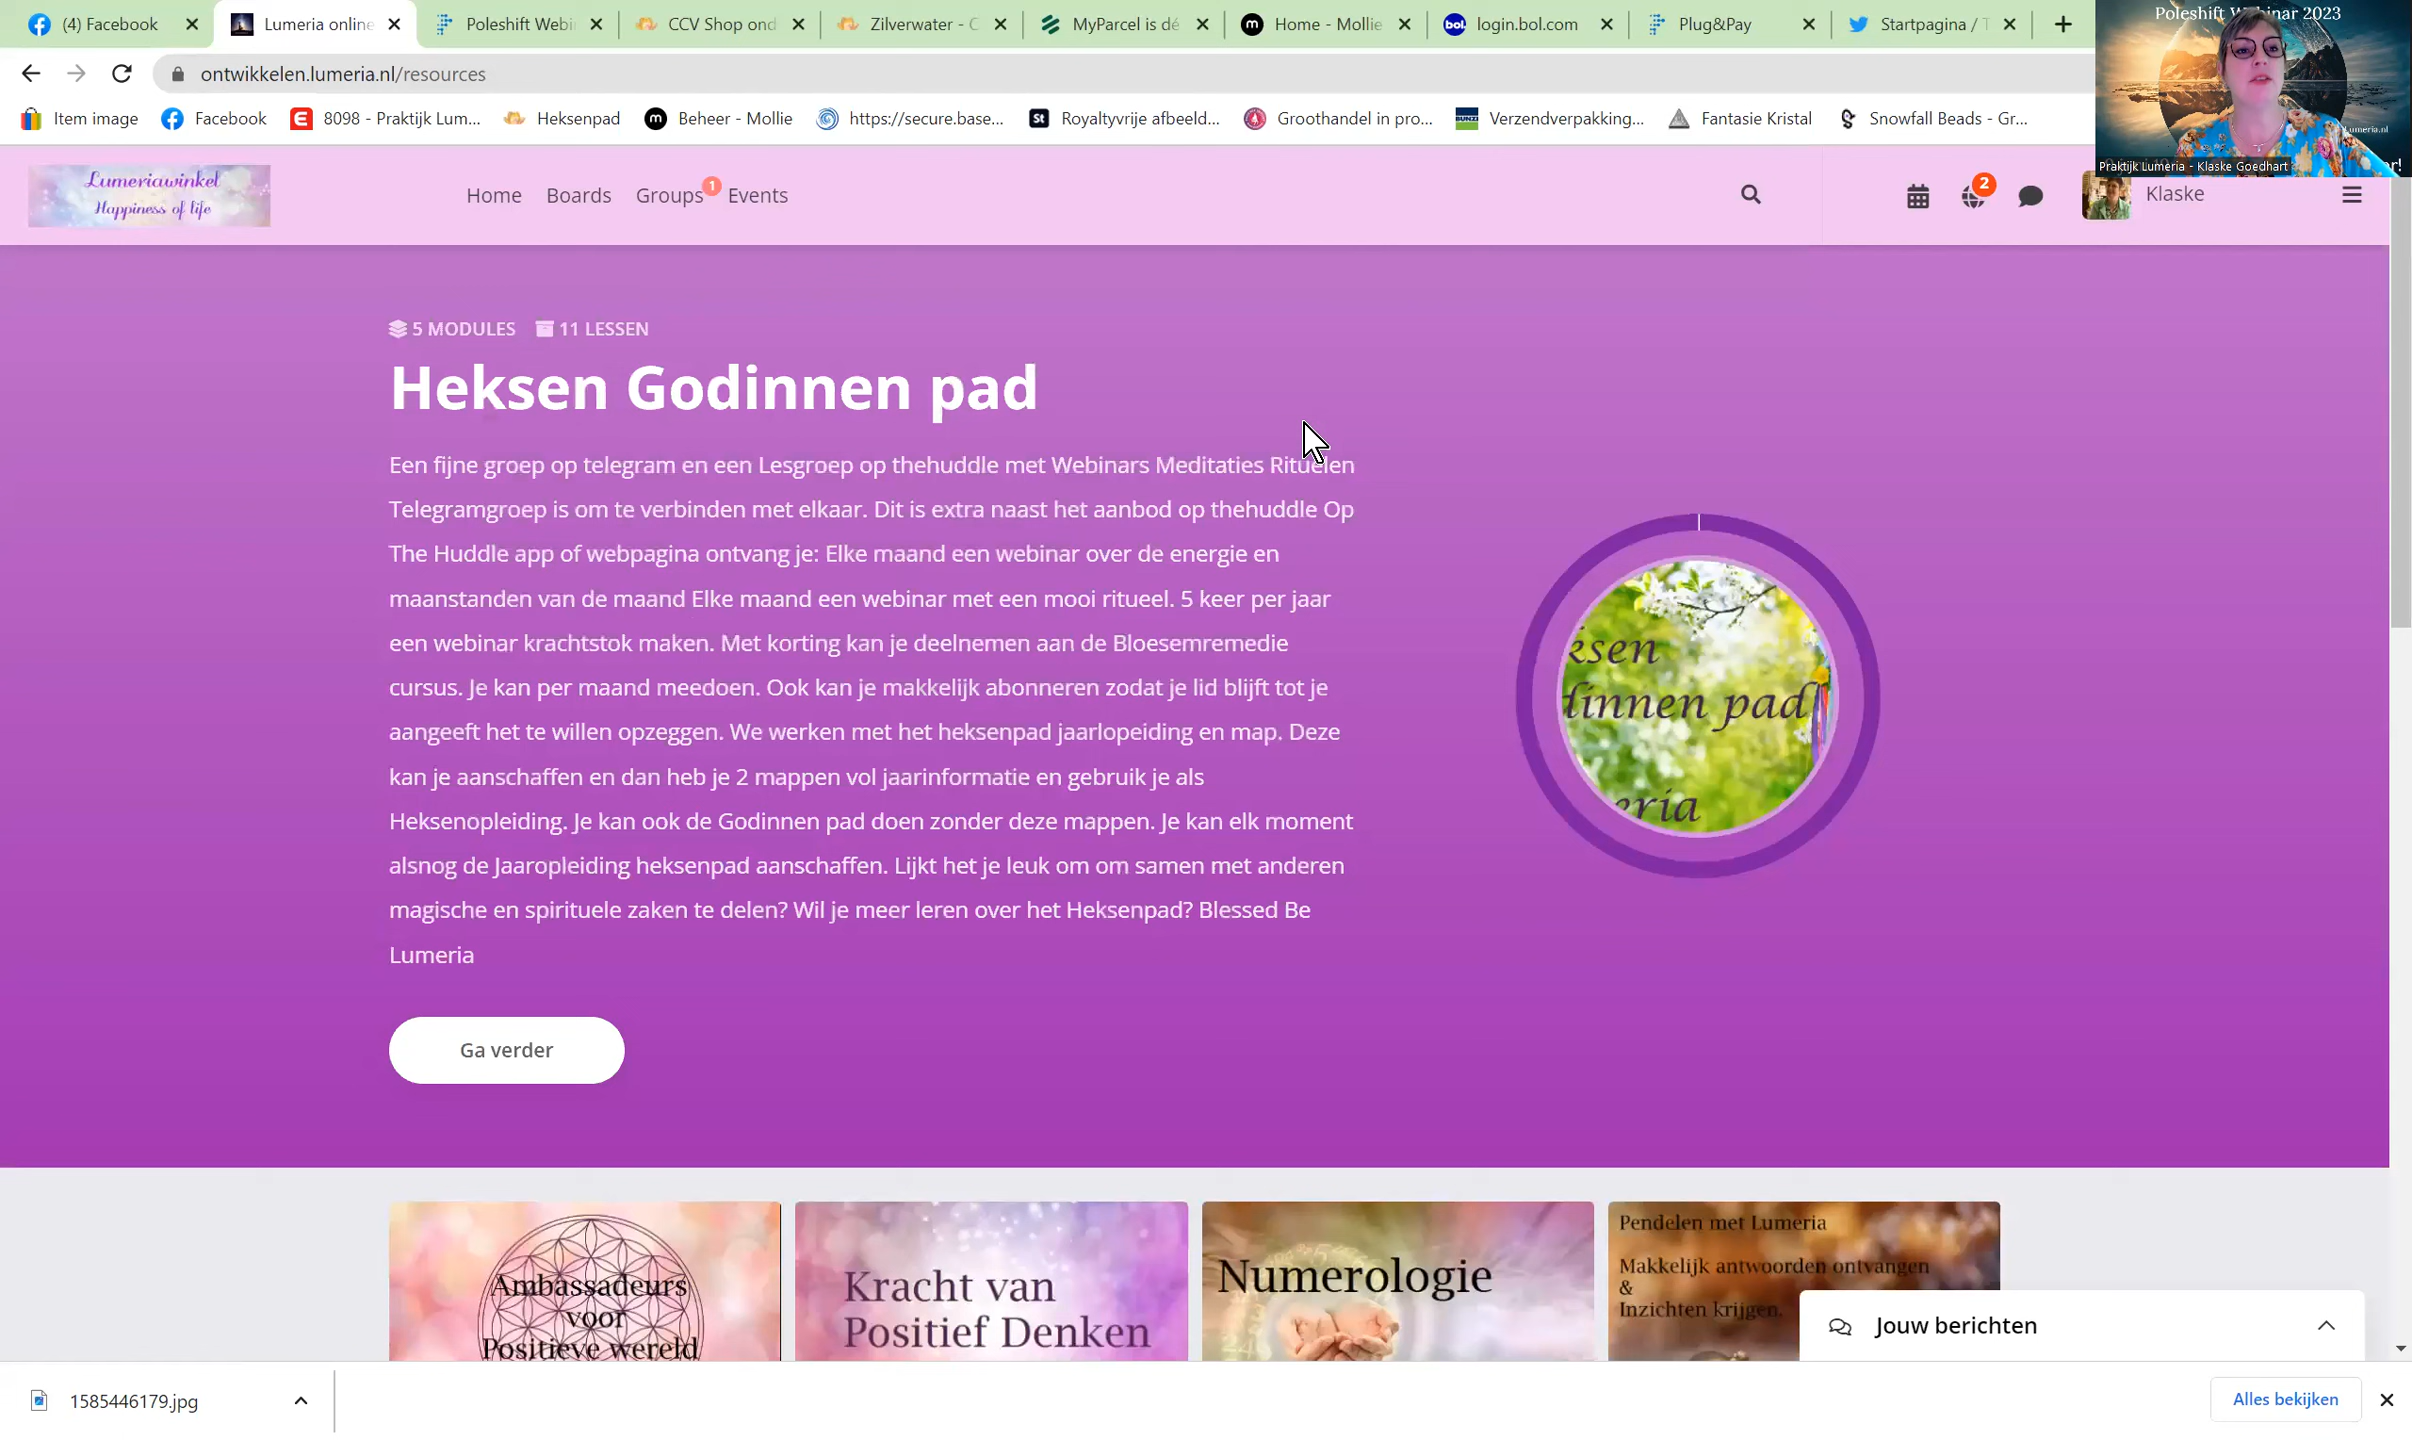 (4) Facebook
Lumeria online
Poleshift Webi
CCV Shop ond
Zilverwater - C
MyParcel is dé
Home - Mollie
login.bol.com
Plug&Pay
Startpagina / T
ontwikkelen.lumeria.nl/resources
Item image
Facebook
8098 - Praktijk Lum...
Heksenpad
Beheer - Mollie
https://secure.base...
Royaltyvrije afbeeld...
Groothandel in pro...
Verzendverpakking...
Fantasie Kristal
Snowfall Beads - Gr...
Praktijk Lumeria - Klaske Goedhart
Lumeriawinkel
Happiness of life
Home
Boards
Groups
1
Events
2
Klaske
5 MODULES
11 LESSEN
Heksen Godinnen pad
Een fijne groep op telegram en een Lesgroep op thehuddle met Webinars Meditaties Rituelen
Telegramgroep is om te verbinden met elkaar. Dit is extra naast het aanbod op thehuddle Op
The Huddle app of webpagina ontvang je: Elke maand een webinar over de energie en
maanstanden van de maand Elke maand een webinar met een mooi ritueel. 5 keer per jaar
een webinar krachtstok maken. Met korting kan je deelnemen aan de Bloesemremedie
cursus. Je kan per maand meedoen. Ook kan je makkelijk abonneren zodat je lid blijft tot je
aangeeft het te willen opzeggen. We werken met het heksenpad jaarlopeiding en map. Deze
kan je aanschaffen en dan heb je 2 mappen vol jaarinformatie en gebruik je als
Heksenopleiding. Je kan ook de Godinnen pad doen zonder deze mappen. Je kan elk moment
alsnog de Jaaropleiding heksenpad aanschaffen. Lijkt het je leuk om om samen met anderen
magische en spirituele zaken te delen? Wil je meer leren over het Heksenpad? Blessed Be
Lumeria
ksen
dinnen pad
eria
Ga verder
Ambassadeurs
voor
Positieve wereld
Kracht van
Positief Denken
Numerologie
Pendelen met Lumeria
Makkelijk antwoorden ontvangen
&
Inzichten krijgen.
Jouw berichten
1585446179.jpg
Alles bekijken